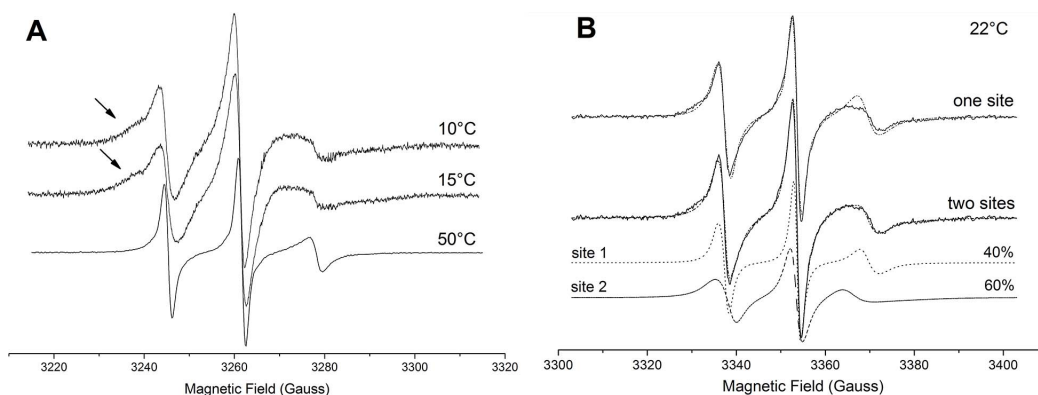 A
10°C
15°C
50°C
3220 3240 3260 3280 3300 3320
Magnetic Field (Gauss)
B
22°C
one site
two sites
site 1 40%
site 2 60%
3300 3320 3340 3360 3380 3400
Magnetic Field (Gauss)